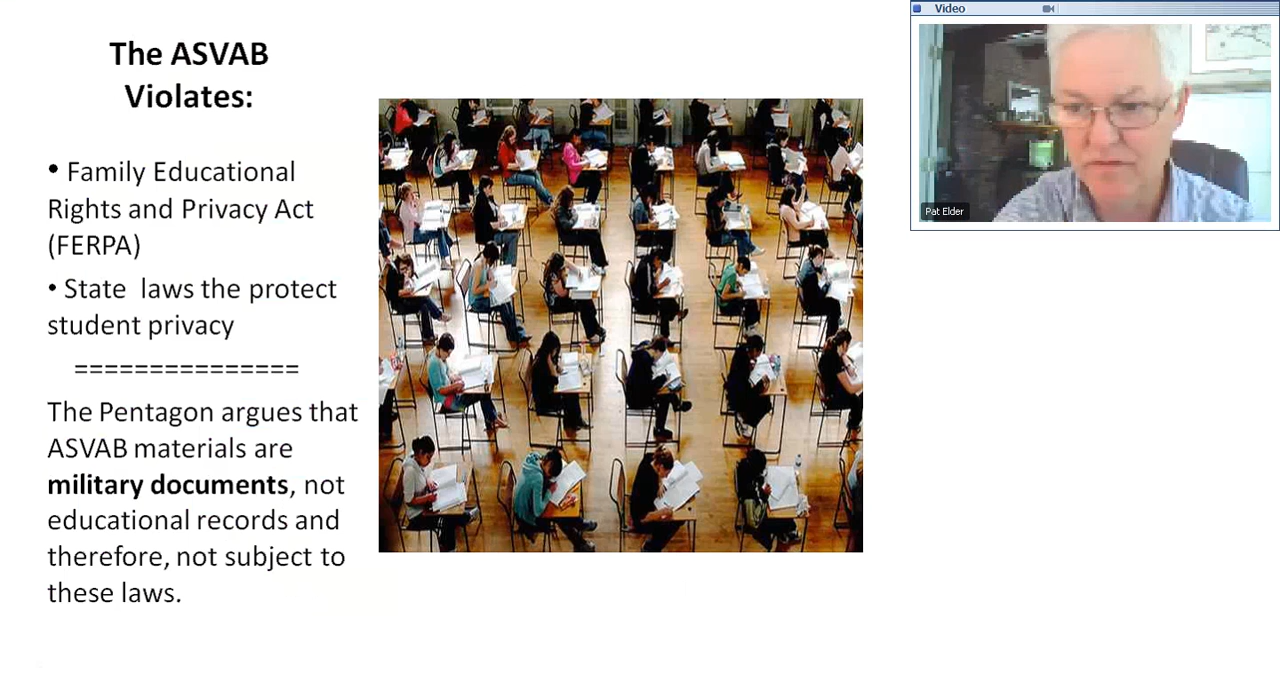 The ASVAB
Violates:
• Family Educational
Rights and Privacy Act
(FERPA)
• State laws the protect
student privacy
===============
The Pentagon argues that
ASVAB materials are
military documents, not
educational records and
therefore, not subject to
these laws.
Video
Pat Elder